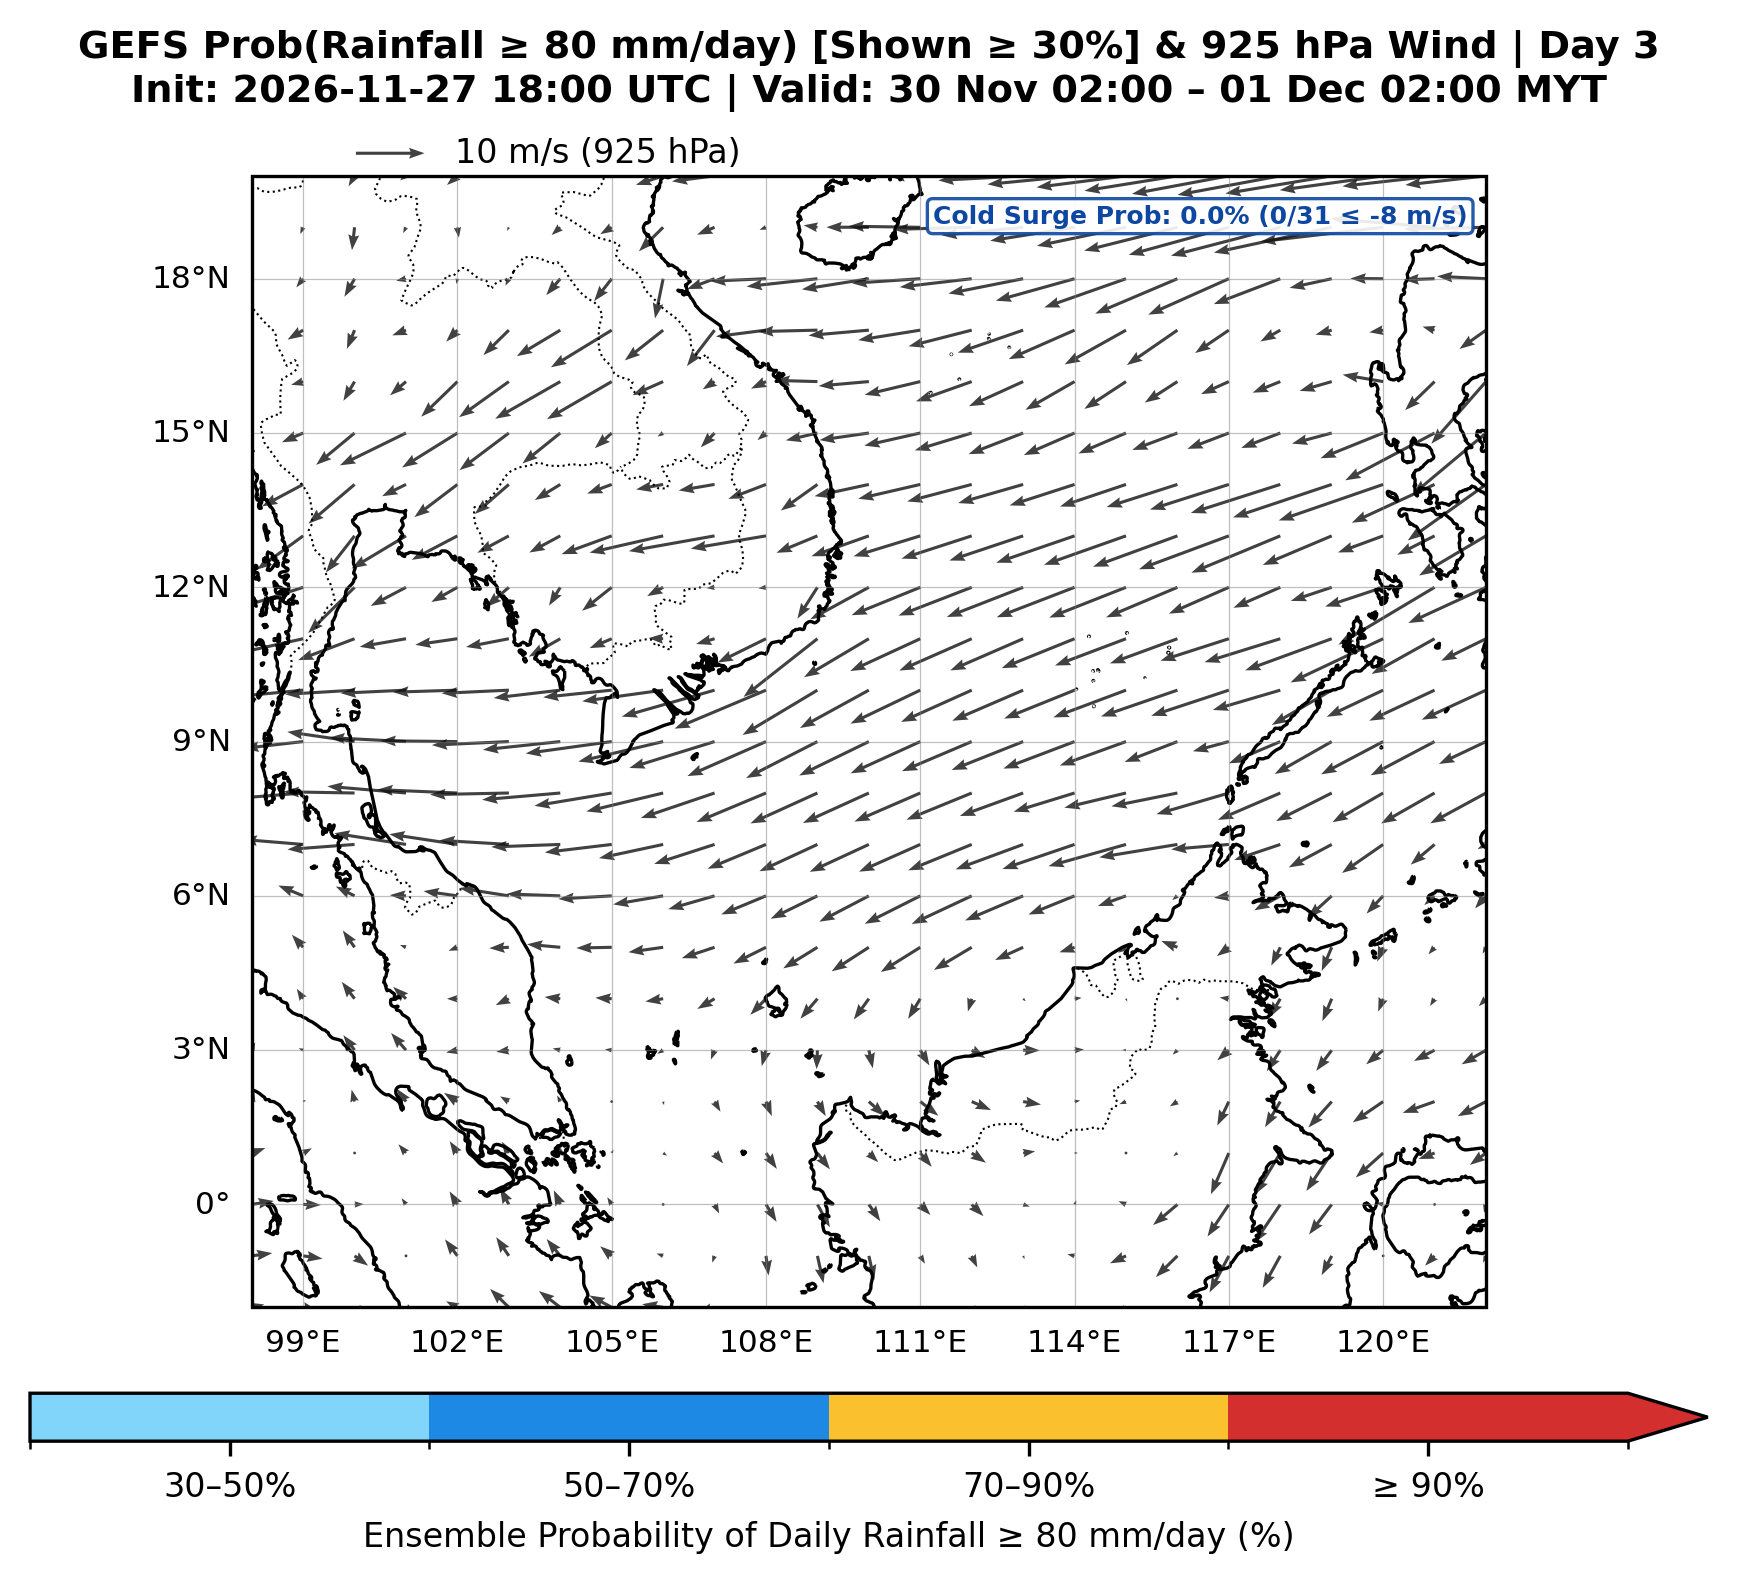 GEFS Prob(Rainfall ≥ 80 mm/day) [Shown ≥ 30%] & 925 hPa Wind | Day 3
Init: 2026-11-27 18:00 UTC | Valid: 30 Nov 02:00 – 01 Dec 02:00 MYT
10 m/s (925 hPa)
Cold Surge Prob: 0.0% (0/31 ≤ -8 m/s)
18°N
15°N
12°N
9°N
6°N
3°N
0°
99°E 102°E 105°E 108°E 111°E 114°E 117°E 120°E
30–50% 50–70% 70–90% ≥ 90%
Ensemble Probability of Daily Rainfall ≥ 80 mm/day (%)